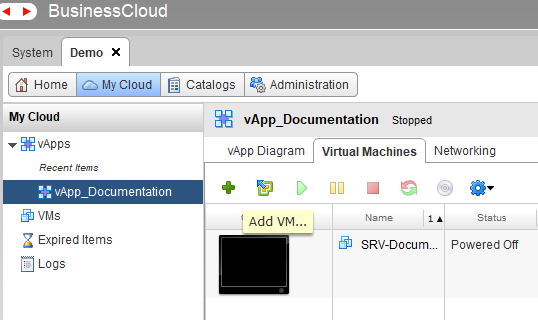 BusinessCloud
System
Demo
Home
My Cloud
Catalogs
Administration
My Cloud
vApps
Recent Items
vApp_Documentation
VMs
Expired Items
Logs
vApp_Documentation
Stopped
vApp Diagram
Virtual Machines
Networking
Add VM...
Name
1
Status
SRV-Docum...
Powered Off